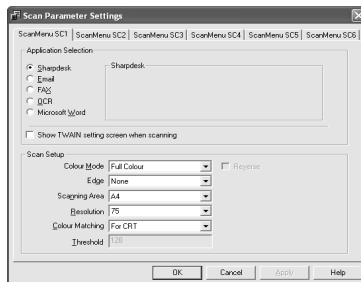 Scan Parameter Settings
ScanMenu SC1 ScanMenu SC2 ScanMenu SC3 ScanMenu SC4 ScanMenu SC5 ScanMenu SC6
Application Selection
Sharpdesk
Email
FAX
OCR
Microsoft Word
Sharpdesk
Show TWAIN setting screen when scanning
Scan Setup
Colour Mode Full Colour Reverse
Edge None
Scanning Area A4
Resolution 75
Colour Matching For CRT
Threshold 128
OK Cancel Apply Help